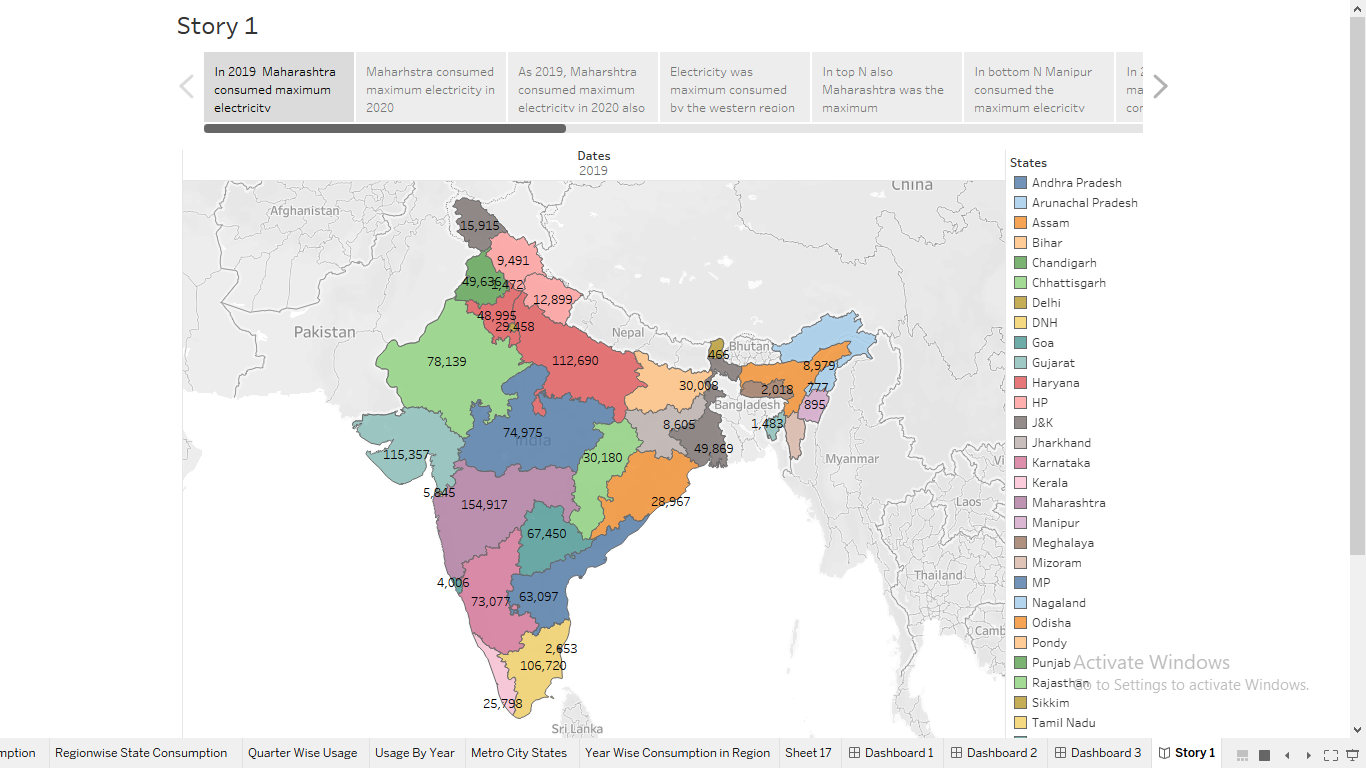 Story 1
In 2019 Maharashtra
consumed maximum
electricity
Maharhstra consumed
maximum electricity in
2020
As 2019, Maharshtra
consumed maximum
electricity in 2020 also
Electricity was
maximum consumed
by the western region
In top N also
Maharashtra was the
maximum
In bottom N Manipur
consumed the
maximum elecricity
Dates
2019
States
China
Afghanistan
Pakistan
Nepal
Bhutan
Bangladesh
India
Myanmar
Laos
Thailand
Sri Lanka
15,915
9,491
49,636
1,472
12,899
48,995
29,458
78,139
112,690
466
8,979
30,008
777
2,018
895
8,605
1,483
74,975
49,869
115,357
30,180
5,845
154,917
28,967
67,450
4,006
73,077
63,097
2,653
106,720
25,798
Andhra Pradesh
Arunachal Pradesh
Assam
Bihar
Chandigarh
Chhattisgarh
Delhi
DNH
Goa
Gujarat
Haryana
HP
J&K
Jharkhand
Karnataka
Kerala
Maharashtra
Manipur
Meghalaya
Mizoram
MP
Nagaland
Odisha
Pondy
Punjab
Rajasthan
Sikkim
Tamil Nadu
Activate Windows
Go to Settings to activate Windows.
Regionwise State Consumption
Quarter Wise Usage
Usage By Year
Metro City States
Year Wise Consumption in Region
Sheet 17
Dashboard 1
Dashboard 2
Dashboard 3
Story 1